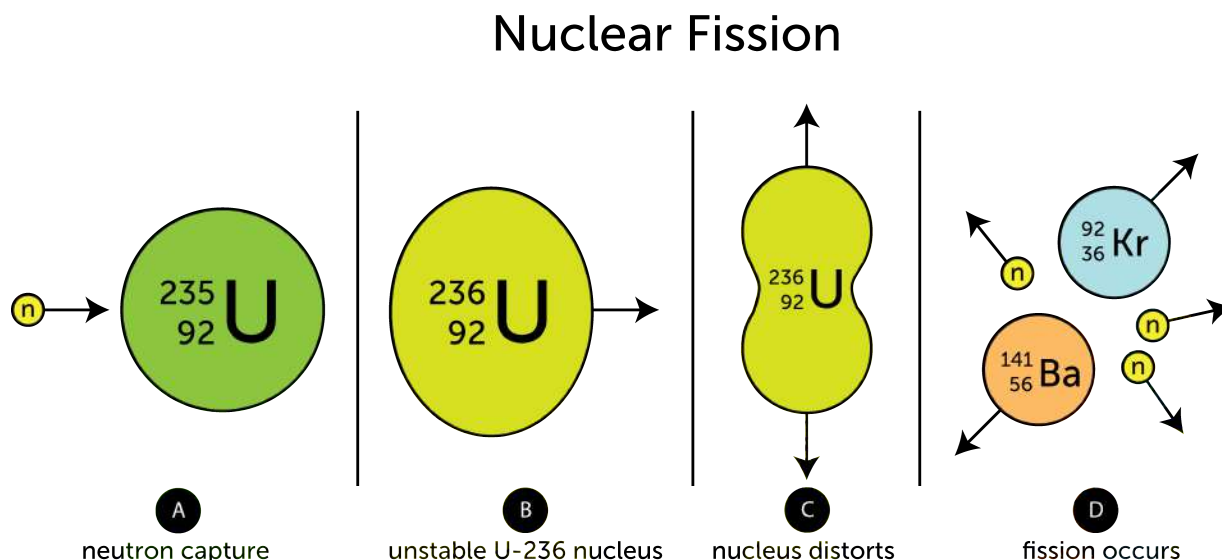 Nuclear Fission
n
235
92 U
236
92 U
236
92 U
92
36 Kr
n
n
141
56 Ba
n
A
B
C
D
neutron capture
unstable U-236 nucleus
nucleus distorts
fission occurs